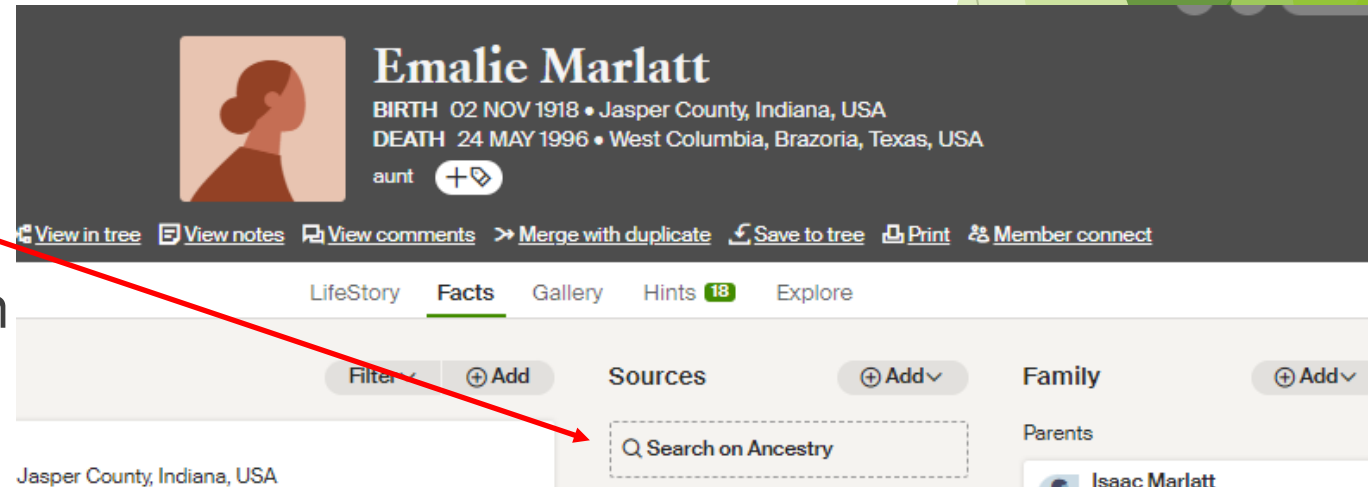 Emalie Marlatt
BIRTH 02 NOV 1918 • Jasper County, Indiana, USA
DEATH 24 MAY 1996 • West Columbia, Brazoria, Texas, USA
aunt
View in tree View notes View comments Merge with duplicate Save to tree Print Member connect
LifeStory Facts Gallery Hints 18 Explore
Filter Add Sources Add Family Add
Search on Ancestry
Parents
Jasper County, Indiana, USA
Isaac Marlatt